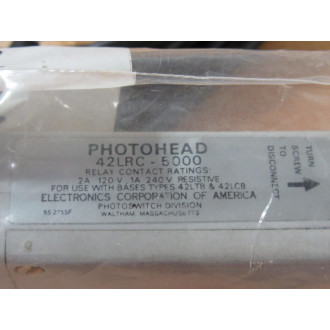 PHOTOHEAD
42LRC - 5000
RELAY CONTACT RATINGS:
2A 120 V, 1A 240 V. RESISTIVE
FOR USE WITH BASES TYPES 42LTB & 42LCB
ELECTRONICS CORPORATION OF AMERICA
PHOTOSWITCH DIVISION
WALTHAM, MASSACHUSETTS
TURN
SCREW
TO
DISCONNECT